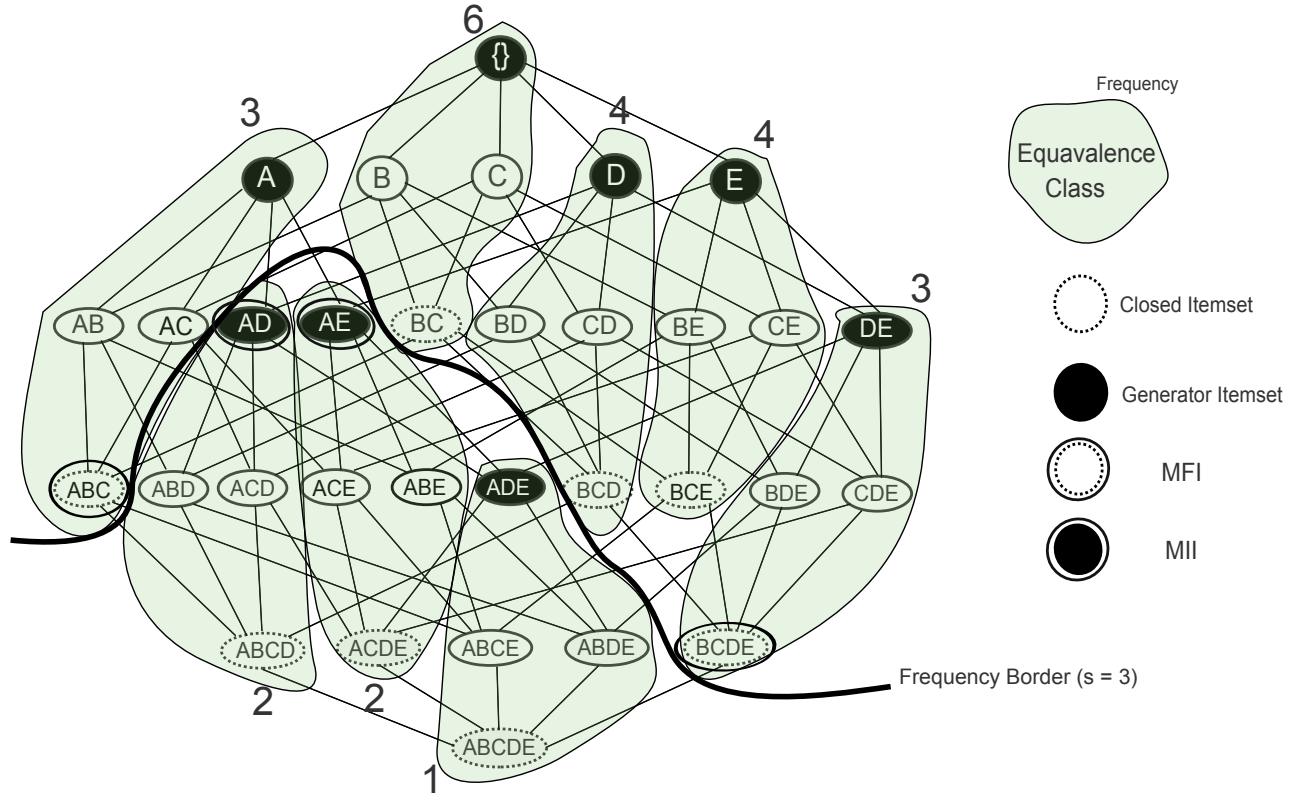 6
{}
Frequency
3
4
4
Equavalence
Class
A
B
C
D
E
3
Closed Itemset
AB
AC
AD
AE
BC
BD
CD
BE
CE
DE
Generator Itemset
ABC
ABD
ACD
ACE
ABE
ADE
BCD
BCE
BDE
CDE
MFI
MII
ABCD
ACDE
ABCE
ABDE
BCDE
Frequency Border (s = 3)
2
2
ABCDE
1